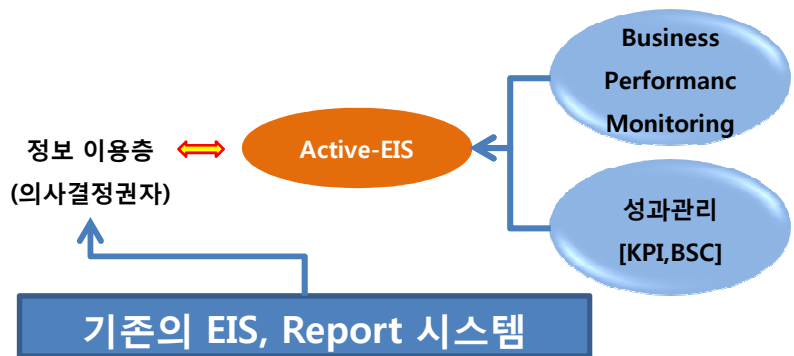 Business
Performanc
Monitoring
정보 이용층
(의사결정권자)
Active-EIS
성과관리
[KPI,BSC]
기존의 EIS, Report 시스템